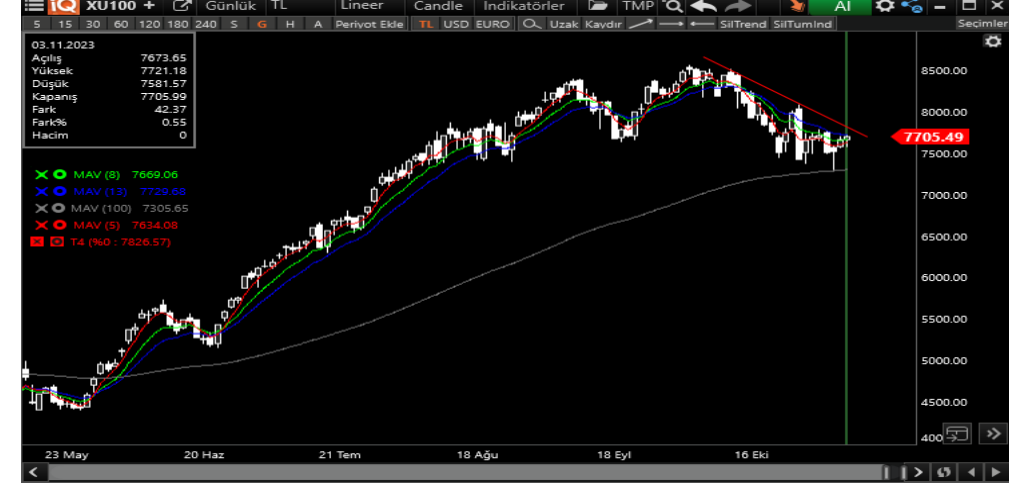 iQ XU100 + Günlük TL Lineer Candle Indikatörler TMP AI
5 15 30 60 120 180 240 S G H A Periyot Ekle TL USD EURO Uzak Kaydır SilTrend SilTumInd Seçimler
03.11.2023
Açılış 7673.65
Yüksek 7721.18
Düşük 7581.57
Kapanış 7705.99
Fark 42.37
Fark% 0.55
Hacim 0
MAV (8) 7669.06
MAV (13) 7729.68
MAV (100) 7305.65
MAV (5) 7634.08
T4 (%0 : 7826.57)
8500.00
8000.00
7705.49
7500.00
7000.00
6500.00
6000.00
5500.00
5000.00
4500.00
400
23 May 20 Haz 21 Tem 18 Ağu 18 Eyl 16 Eki